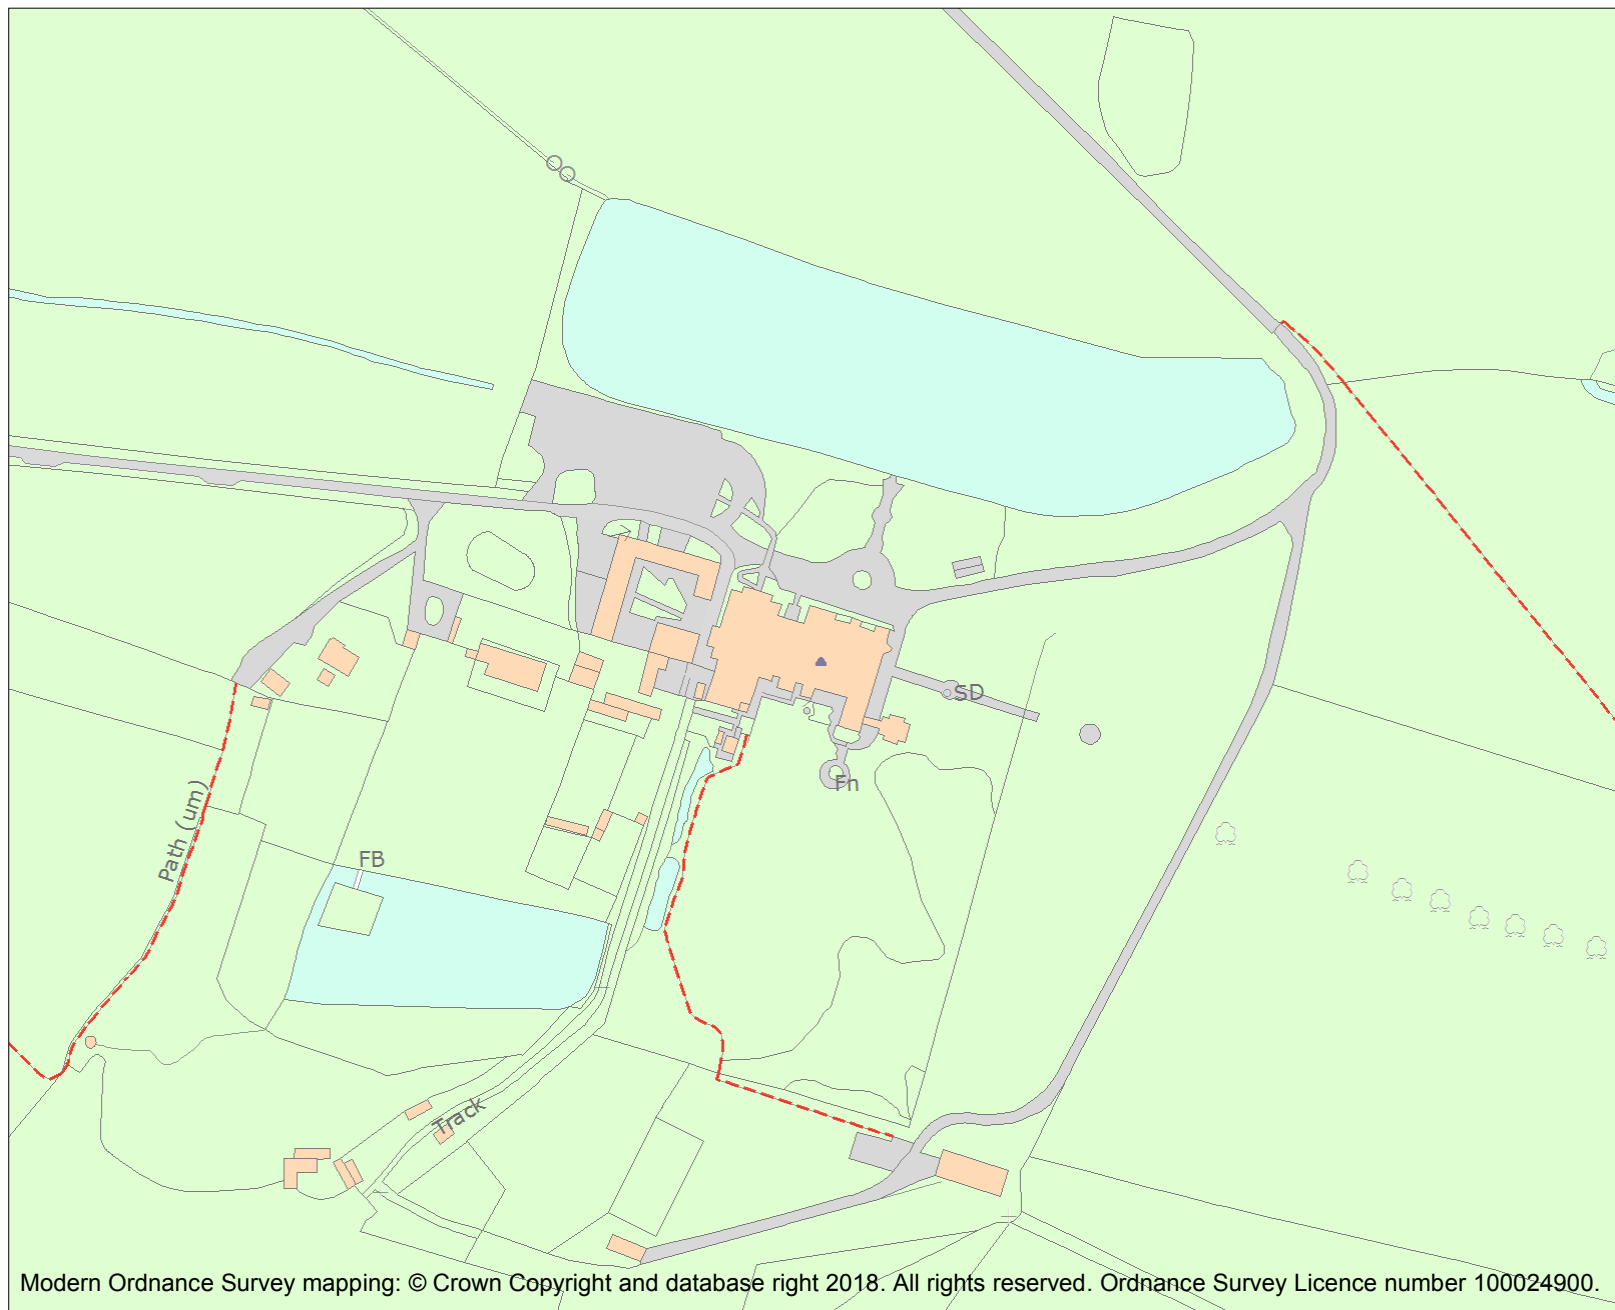 SD
Fn
Path (um)
FB
Track
Modern Ordnance Survey mapping: © Crown Copyright and database right 2018. All rights reserved. Ordnance Survey Licence number 100024900.